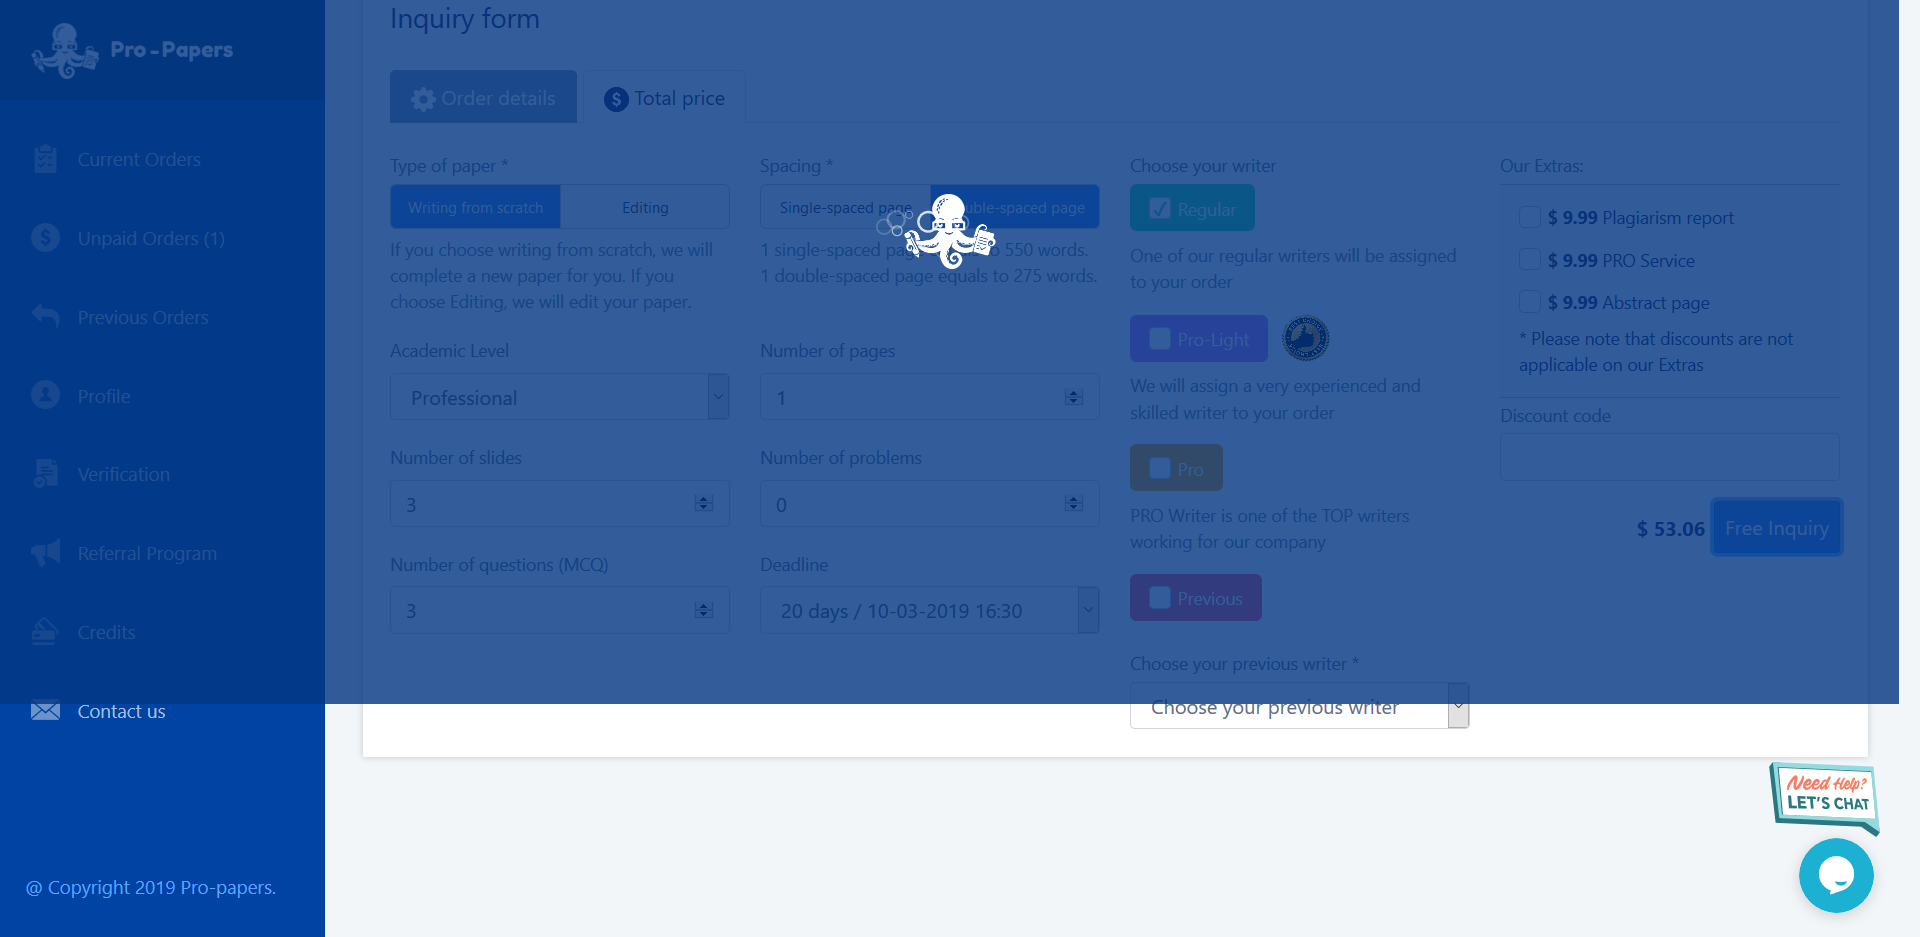 Pro-Papers
Current Orders
Unpaid Orders (1)
Previous Orders
Profile
Verification
Referral Program
Credits
Contact us
@ Copyright 2019 Pro-papers.
Inquiry form
Order details
Total price
Type of paper *
Writing from scratch
Editing
If you choose writing from scratch, we will
complete a new paper for you. If you
choose Editing, we will edit your paper.
Academic Level
Professional
Number of slides
3
Number of questions (MCQ)
3
Spacing *
Single-spaced page
uble-spaced page
1 single-spaced pag
o 550 words.
1 double-spaced page equals to 275 words.
Number of pages
1
Number of problems
0
Deadline
20 days / 10-03-2019 16:30
Choose your writer
Regular
One of our regular writers will be assigned
to your order
Pro-Light
We will assign a very experienced and
skilled writer to your order
Pro
PRO Writer is one of the TOP writers
working for our company
Previous
Choose your previous writer *
Choose your previous writer
Our Extras:
$ 9.99 Plagiarism report
$ 9.99 PRO Service
$ 9.99 Abstract page
* Please note that discounts are not
applicable on our Extras
Discount code
$ 53.06
Free Inquiry
Need Help?
LET'S CHAT